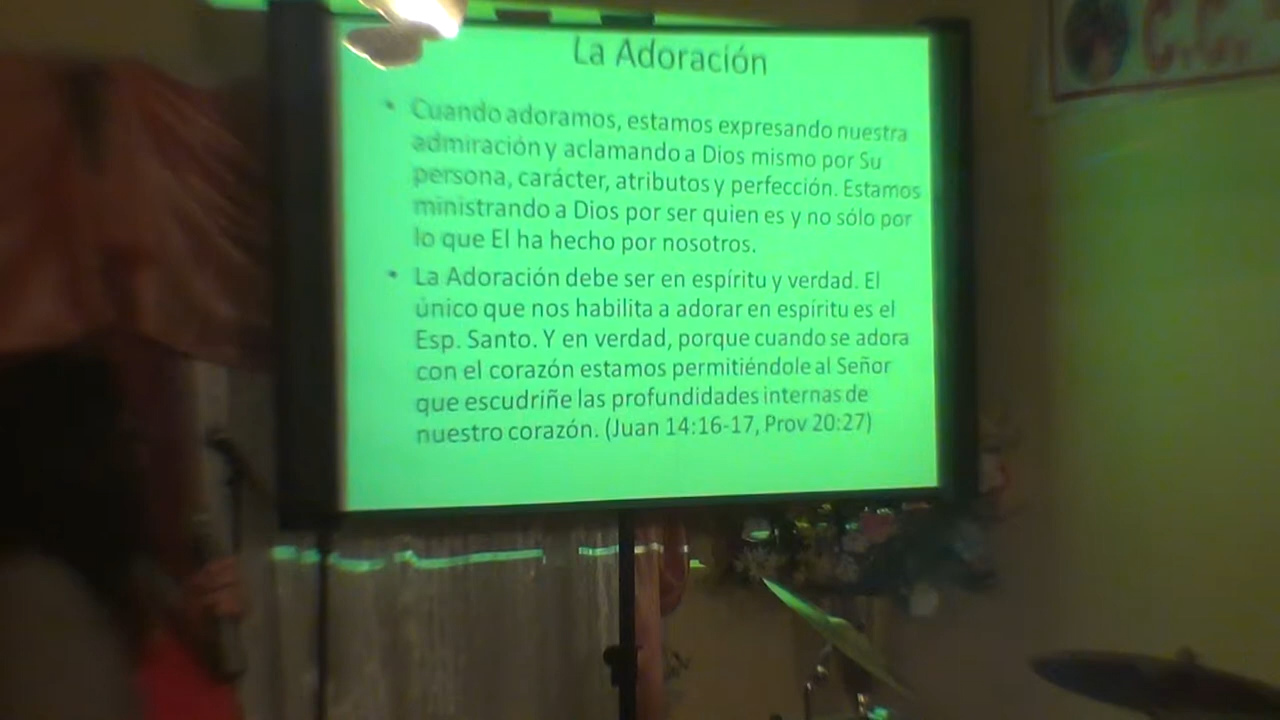 La Adoración
• Cuando adoramos, estamos expresando nuestra
admiración y aclamando a Dios mismo por Su
persona, carácter, atributos y perfección. Estamos
ministrando a Dios por ser quien es y no sólo por
lo que El ha hecho por nosotros.
• La Adoración debe ser en espíritu y verdad. El
único que nos habilita a adorar en espíritu es el
Esp. Santo. Y en verdad, porque cuando se adora
con el corazón estamos permitiéndole al Señor
que escudriñe las profundidades internas de
nuestro corazón. (Juan 14:16-17, Prov 20:27)
C.C.